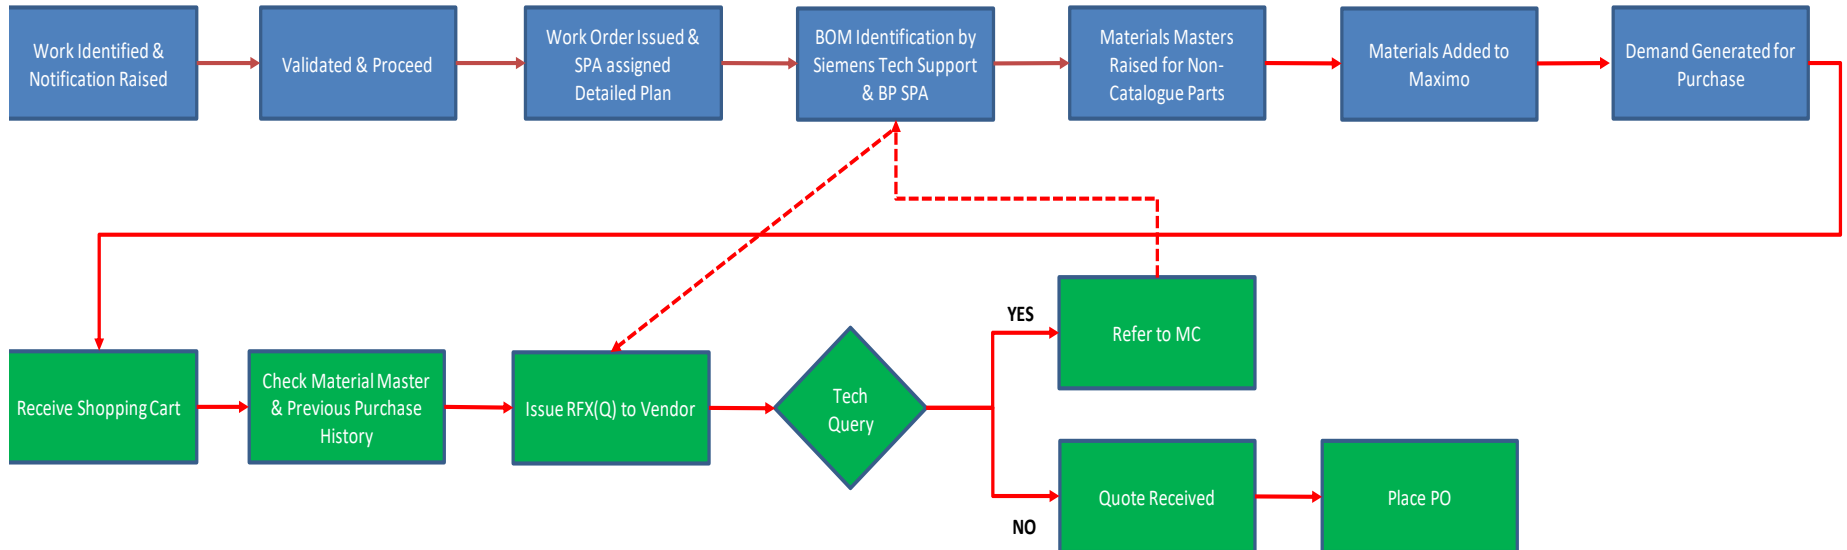 Work Identified &
Notification Raised
Validated & Proceed
Work Order Issued &
SPA assigned
Detailed Plan
BOM Identification by
Siemens Tech Support
& BP SPA
Materials Masters
Raised for Non-
Catalogue Parts
Materials Added to
Maximo
Demand Generated for
Purchase
Receive Shopping Cart
Check Material Master
& Previous Purchase
History
Issue RFX(Q) to Vendor
Tech
Query
YES
Refer to MC
NO
Quote Received
Place PO